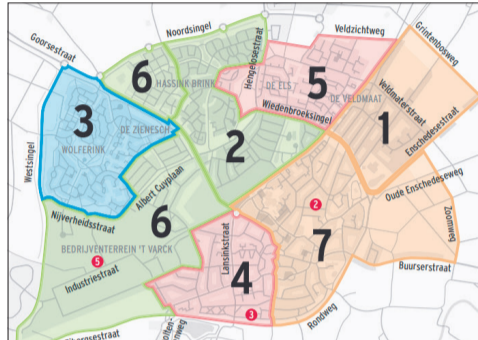 Noordsingel
Veldzichtweg
Grintenbosweg
Goorsestraat
Hengelosestraat
6
HASSINK BRINK
5
DE ELS
DE VELDMAAT
Veldmaterstraat
3
1
Wiedenbroeksingel
Enschedesestraat
DE ZIENESCH
2
WOLFERINK
Westsingel
Albert Cuyplaan
Oude Enschedeseweg
6
2
Nijverheidsstraat
Zoomweg
7
BEDRIJVENTERREIN 'T VARCK
Lansinkstraat
5
4
Buurserstraat
Industriestraat
3
Rondweg